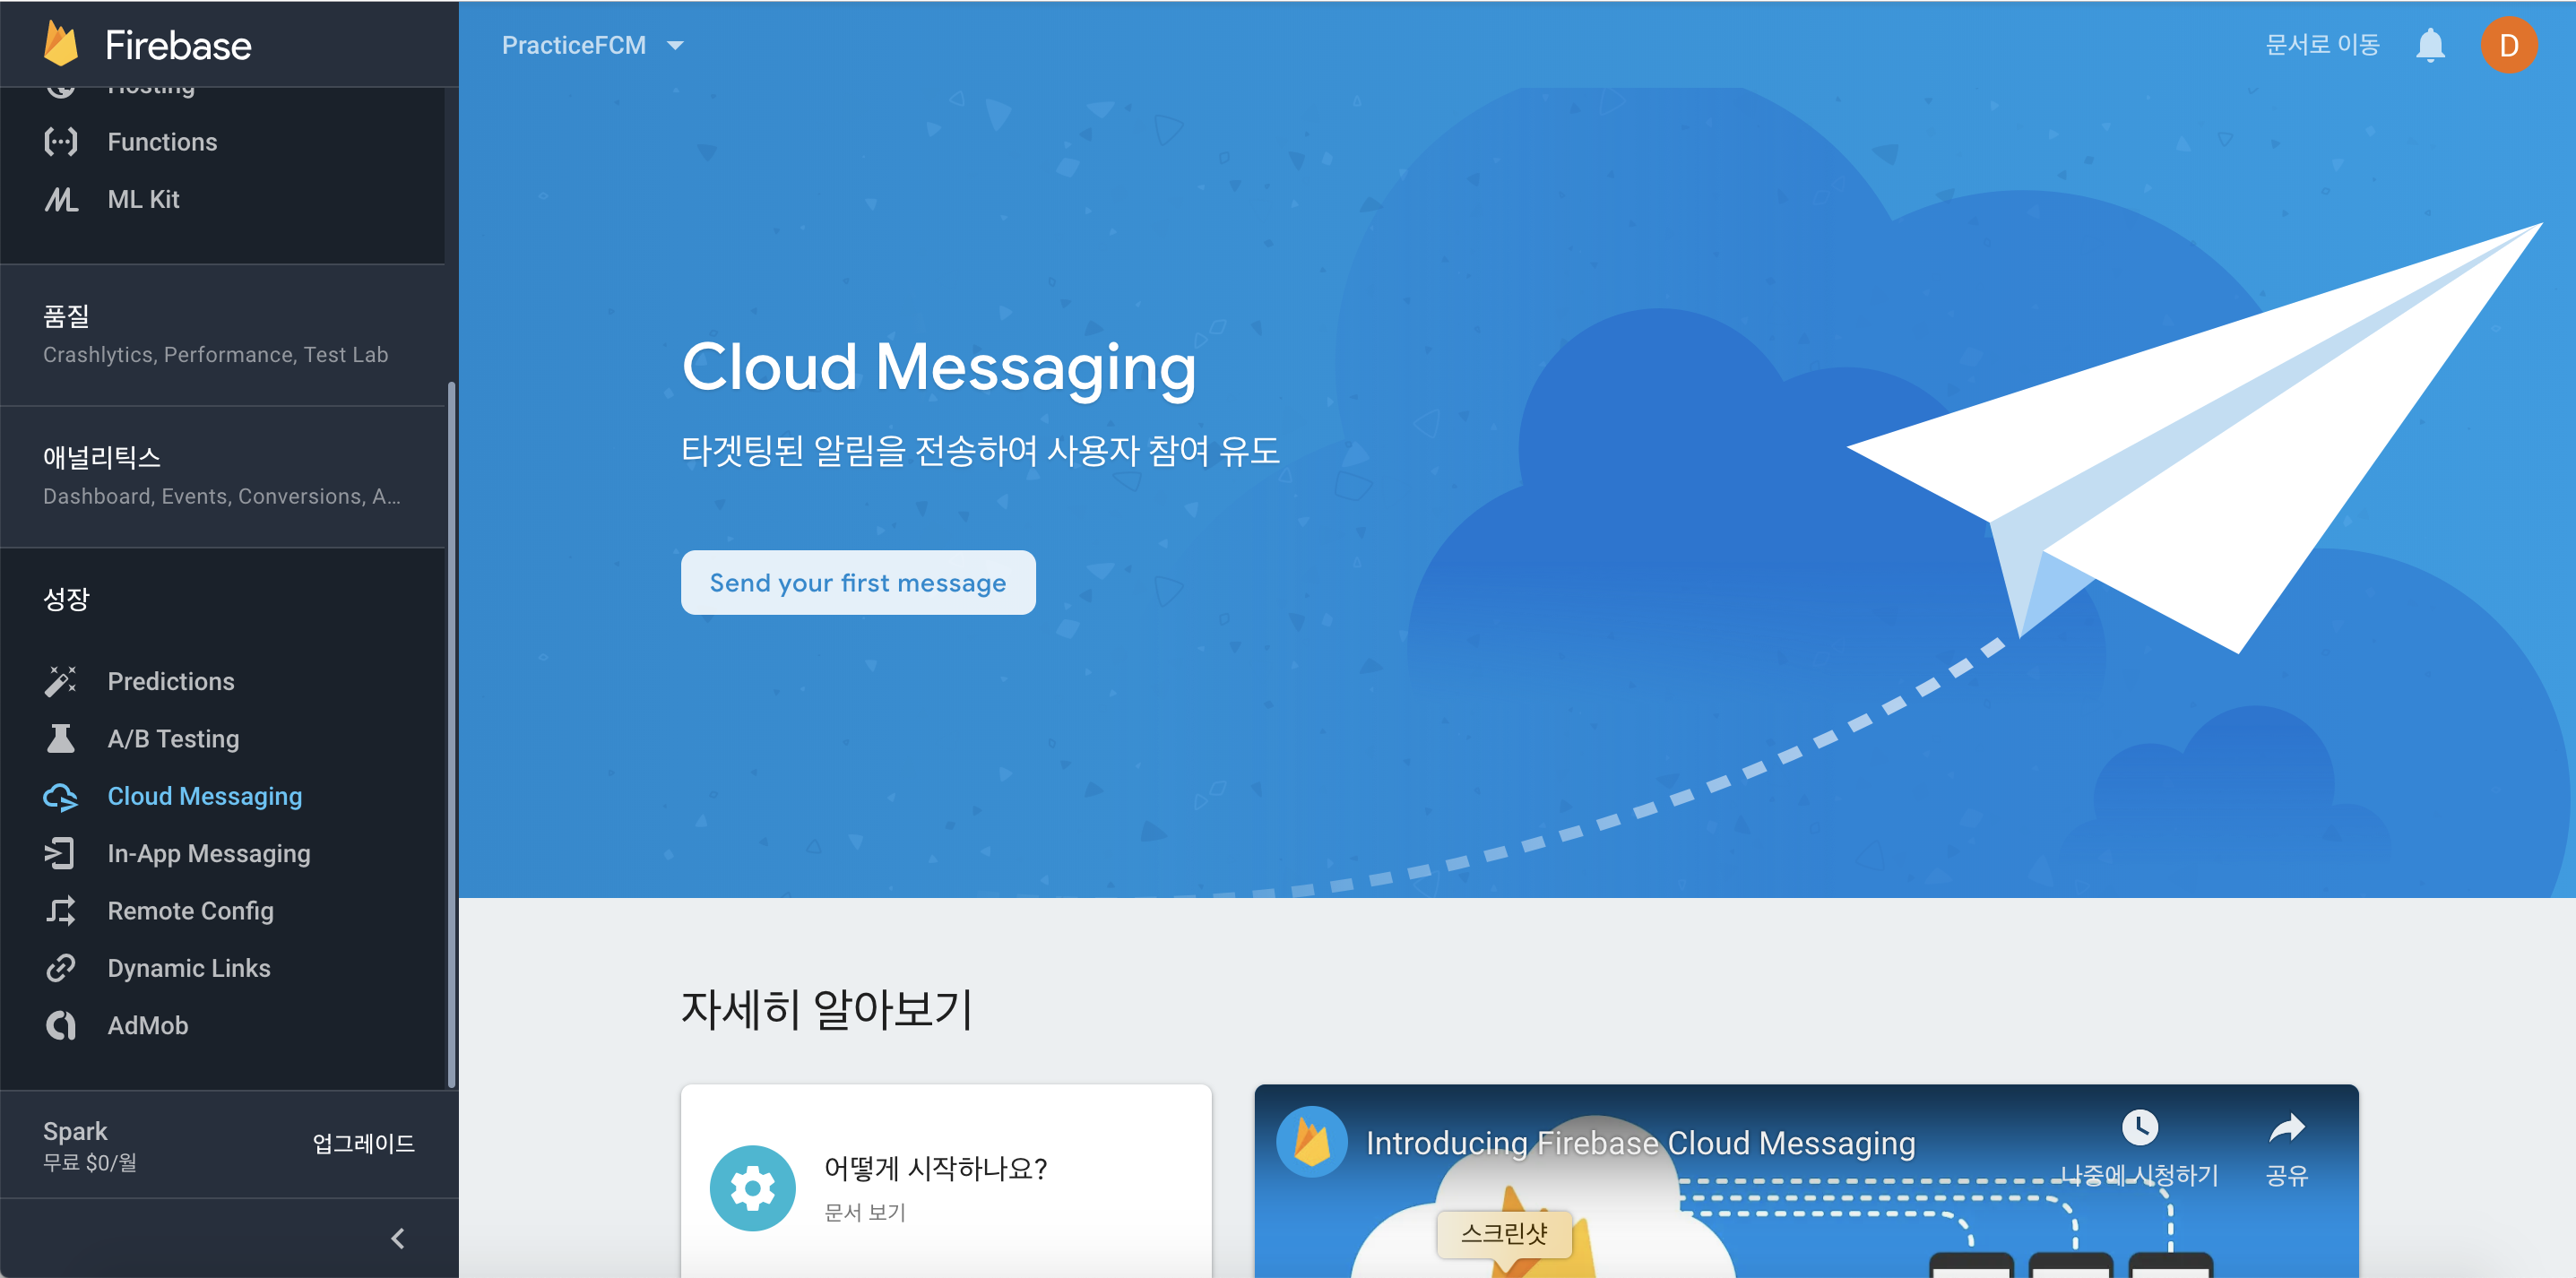 Firebase
Hosting
Functions
ML Kit
품질
Crashlytics, Performance, Test Lab
애널리틱스
Dashboard, Events, Conversions, A...
성장
Predictions
A/B Testing
Cloud Messaging
In-App Messaging
Remote Config
Dynamic Links
AdMob
Spark
무료 $0/월
업그레이드
PracticeFCM
문서로 이동
D
Cloud Messaging
타겟팅된 알림을 전송하여 사용자 참여 유도
Send your first message
자세히 알아보기
어떻게 시작하나요?
문서 보기
Introducing Firebase Cloud Messaging
나중에 시청하기
공유
스크린샷